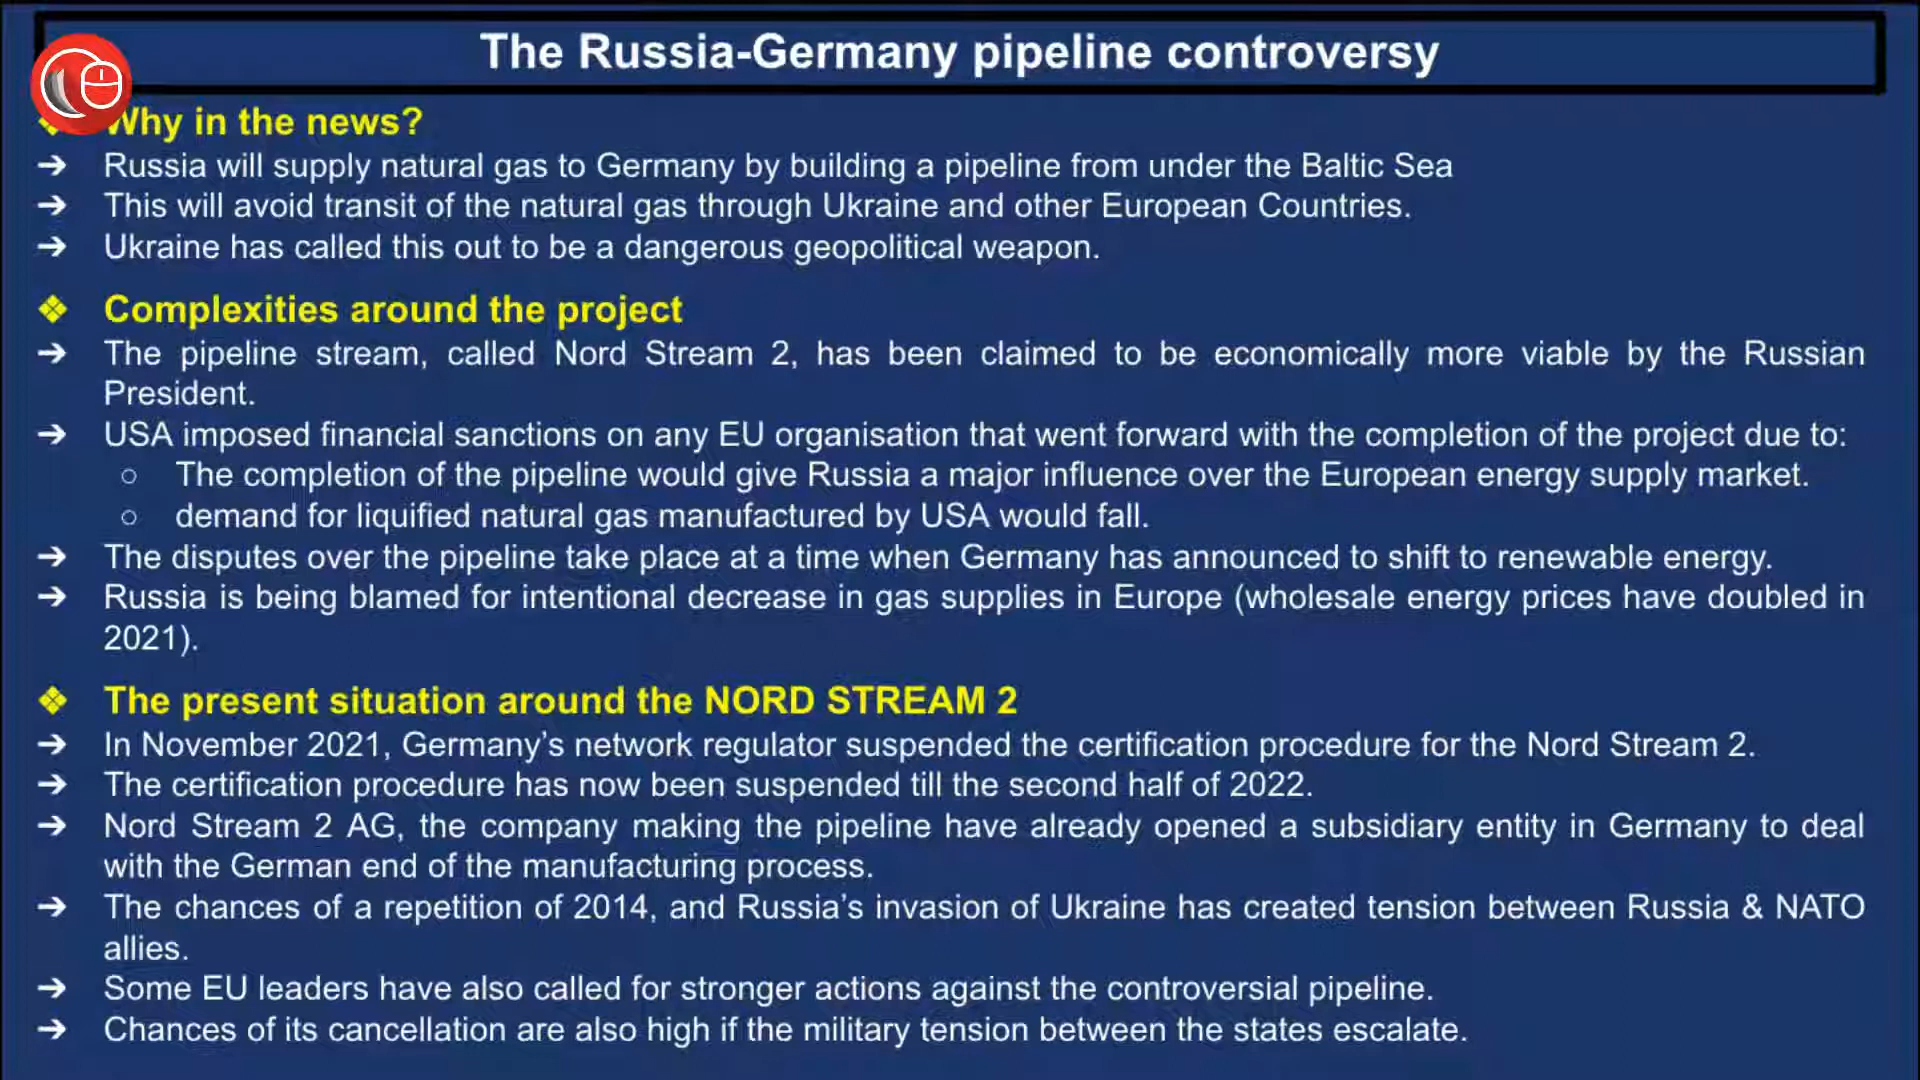 The Russia-Germany pipeline controversy
❖ Why in the news?
➔ Russia will supply natural gas to Germany by building a pipeline from under the Baltic Sea
➔ This will avoid transit of the natural gas through Ukraine and other European Countries.
➔ Ukraine has called this out to be a dangerous geopolitical weapon.
❖ Complexities around the project
➔ The pipeline stream, called Nord Stream 2, has been claimed to be economically more viable by the Russian
President.
➔ USA imposed financial sanctions on any EU organisation that went forward with the completion of the project due to:
○ The completion of the pipeline would give Russia a major influence over the European energy supply market.
○ demand for liquified natural gas manufactured by USA would fall.
➔ The disputes over the pipeline take place at a time when Germany has announced to shift to renewable energy.
➔ Russia is being blamed for intentional decrease in gas supplies in Europe (wholesale energy prices have doubled in
2021).
❖ The present situation around the NORD STREAM 2
➔ In November 2021, Germany’s network regulator suspended the certification procedure for the Nord Stream 2.
➔ The certification procedure has now been suspended till the second half of 2022.
➔ Nord Stream 2 AG, the company making the pipeline have already opened a subsidiary entity in Germany to deal
with the German end of the manufacturing process.
➔ The chances of a repetition of 2014, and Russia’s invasion of Ukraine has created tension between Russia & NATO
allies.
➔ Some EU leaders have also called for stronger actions against the controversial pipeline.
➔ Chances of its cancellation are also high if the military tension between the states escalate.